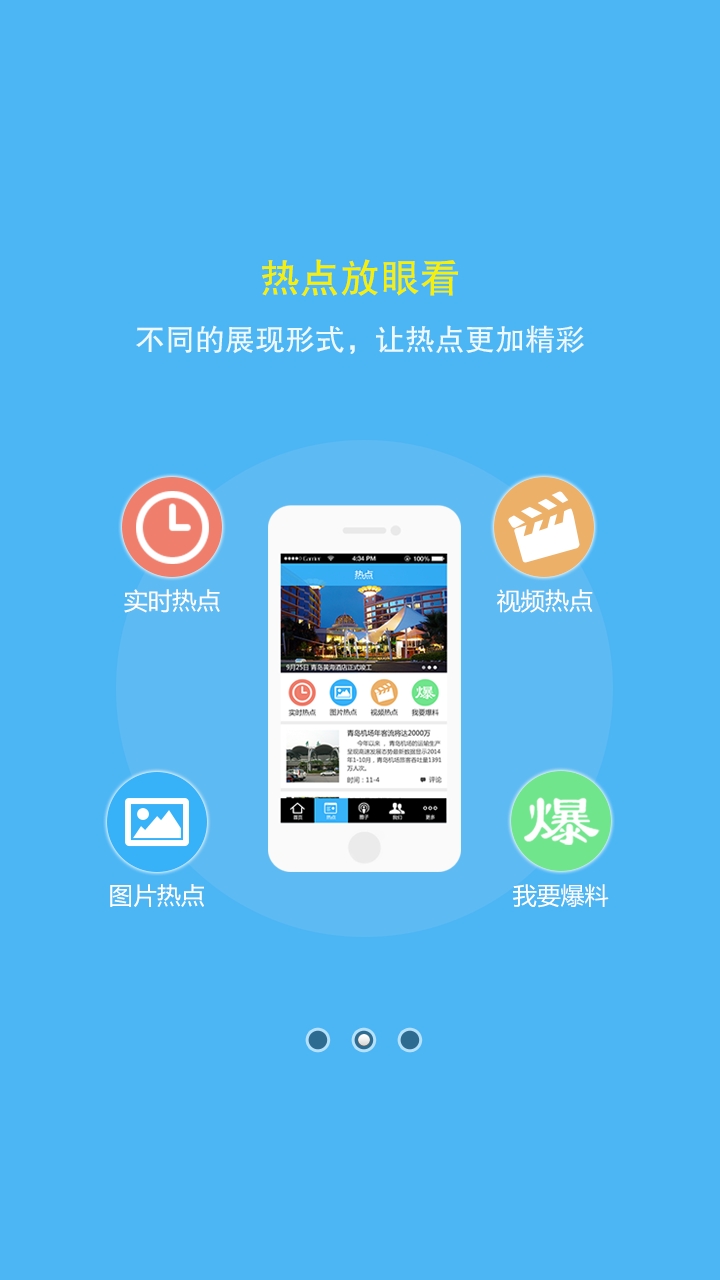 热点放眼看
不同的展现形式，让热点更加精彩
实时热点
视频热点
Carrier 4:34 PM 100%
热点
9月25日 青岛黄海酒店正式竣工
实时热点 图片热点 视频热点 我要爆料
爆
青岛机场年客流将达2000万
今年以来，青岛机场的运输生产
呈现高速发展态势最新数据显示2014
年1-10月，青岛机场旅客吞吐量1391
万人次。
时间：11-4 评论
首页 热点 圈子 我们 更多
图片热点
爆
我要爆料